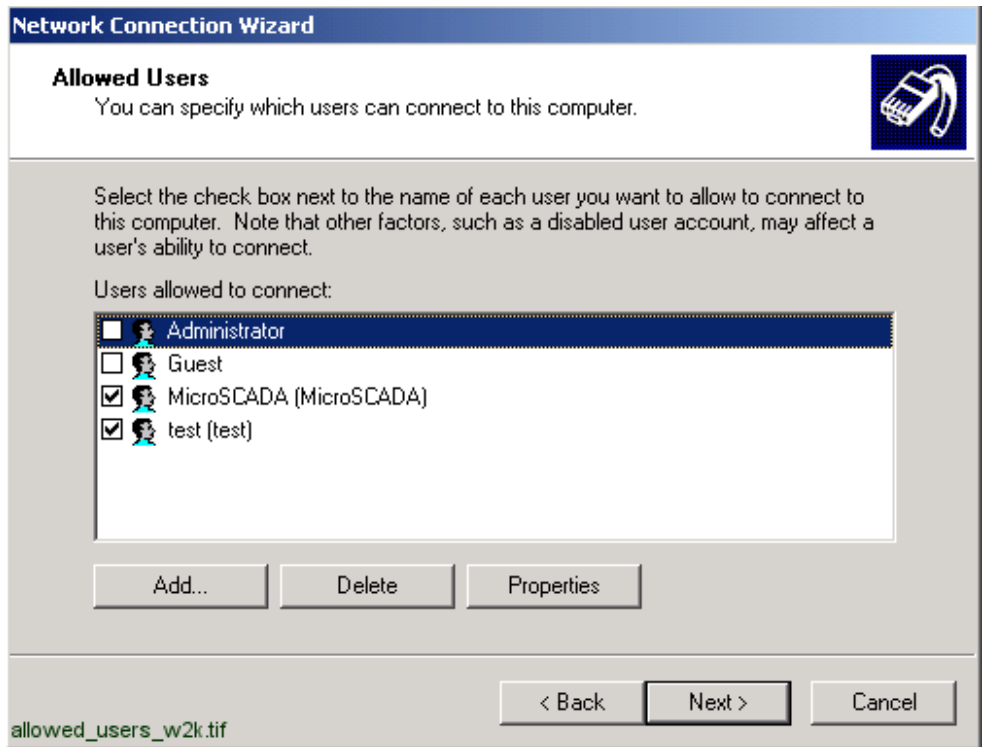 Network Connection Wizard
Allowed Users
You can specify which users can connect to this computer.
Select the check box next to the name of each user you want to allow to connect to
this computer.  Note that other factors, such as a disabled user account, may affect a
user's ability to connect.
Users allowed to connect:
Administrator
Guest
MicroSCADA (MicroSCADA)
test (test)
Add...
Delete
Properties
< Back
Next >
Cancel
allowed_users_w2k.tif